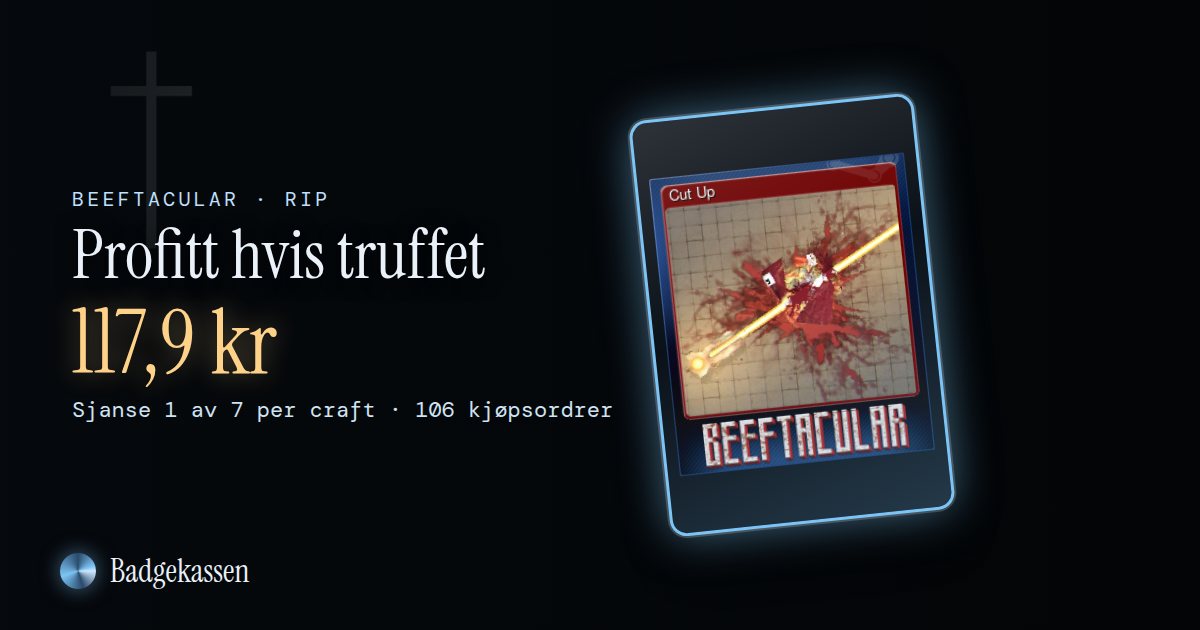 BEEFTACULAR · RIP
Profitt hvis truffet
117,9 kr
Sjanse 1 av 7 per craft · 106 kjøpsordrer
Cut Up
BEEFTACULAR
Badgekassen